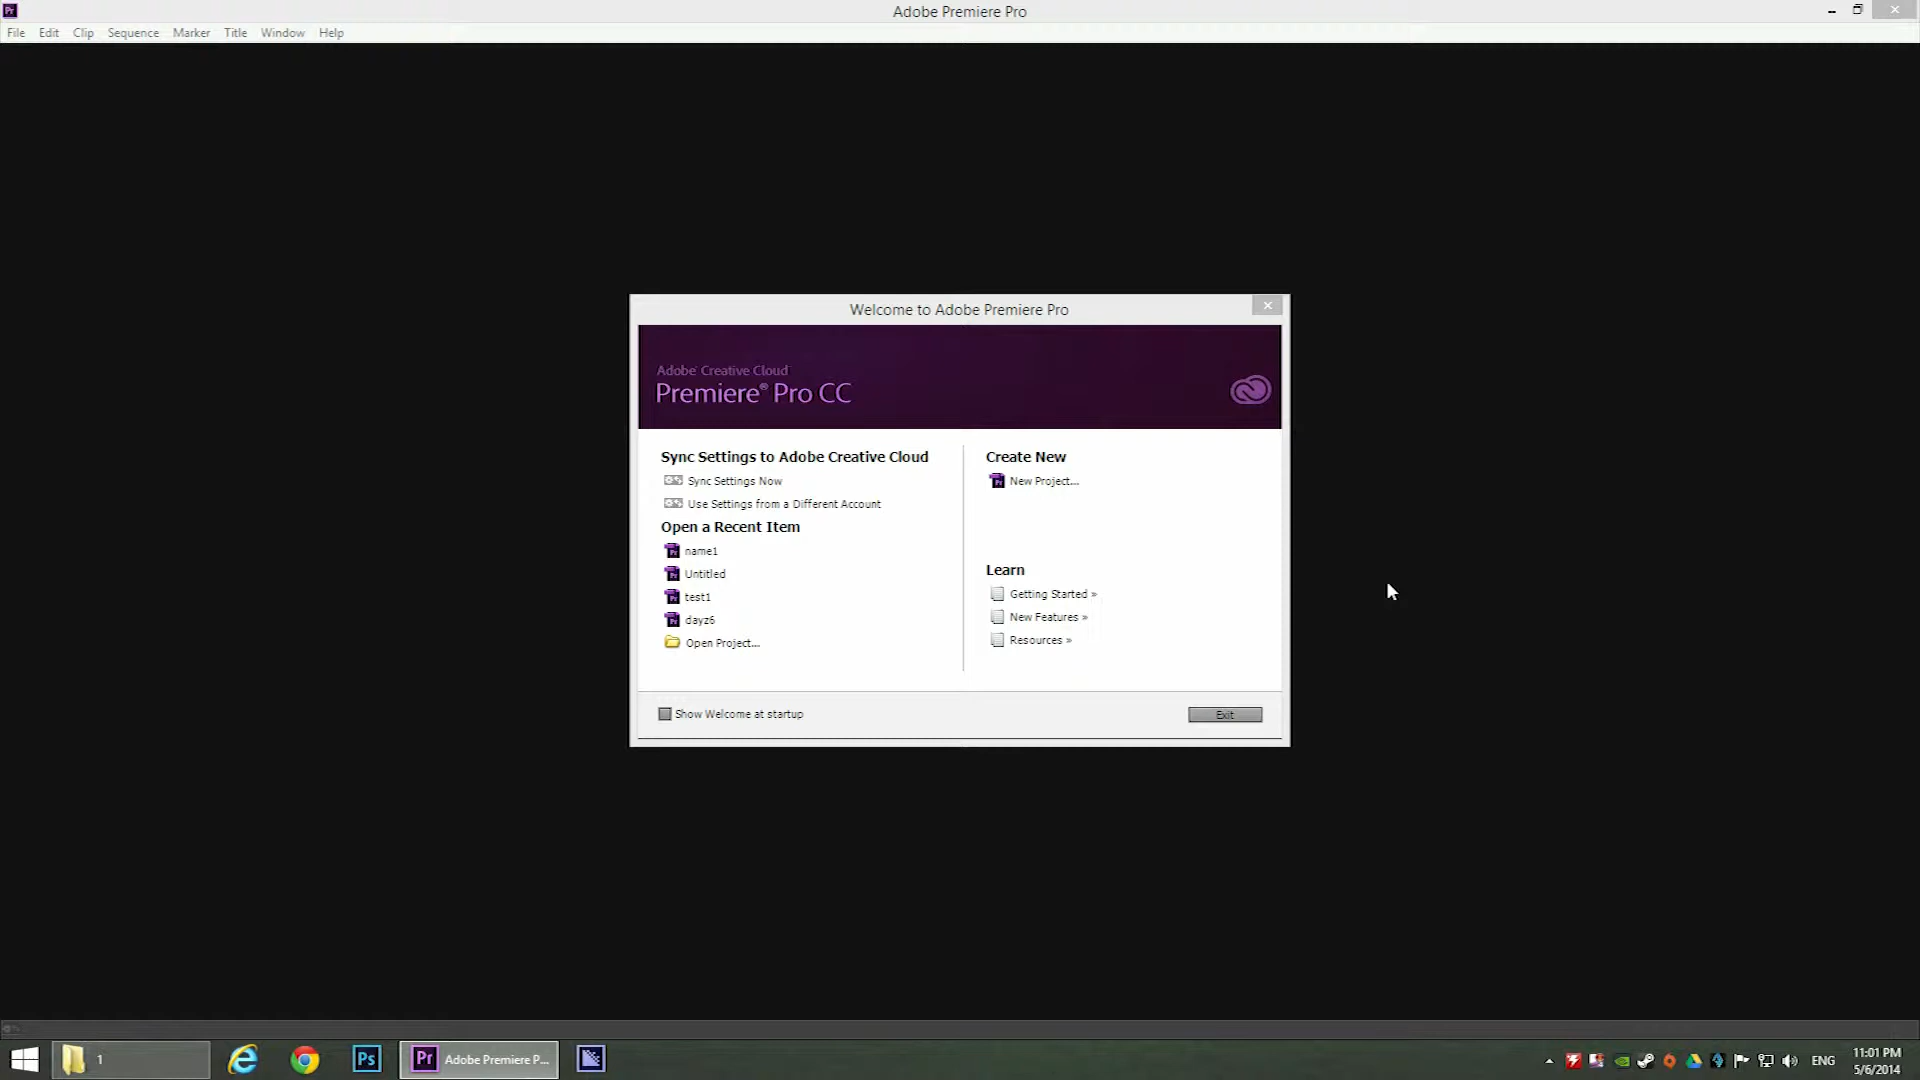 Adobe Premiere Pro
File Edit Clip Sequence Marker Title Window Help
Welcome to Adobe Premiere Pro
Adobe® Creative Cloud™
Premiere® Pro CC
Sync Settings to Adobe Creative Cloud
Sync Settings Now
Use Settings from a Different Account
Open a Recent Item
name1
Untitled
test1
dayz6
Open Project...
Create New
New Project...
Learn
Getting Started »
New Features »
Resources »
Show Welcome at startup
Exit
1
Ps
Pr
Adobe Premiere P...
ENG
11:01 PM
5/6/2014